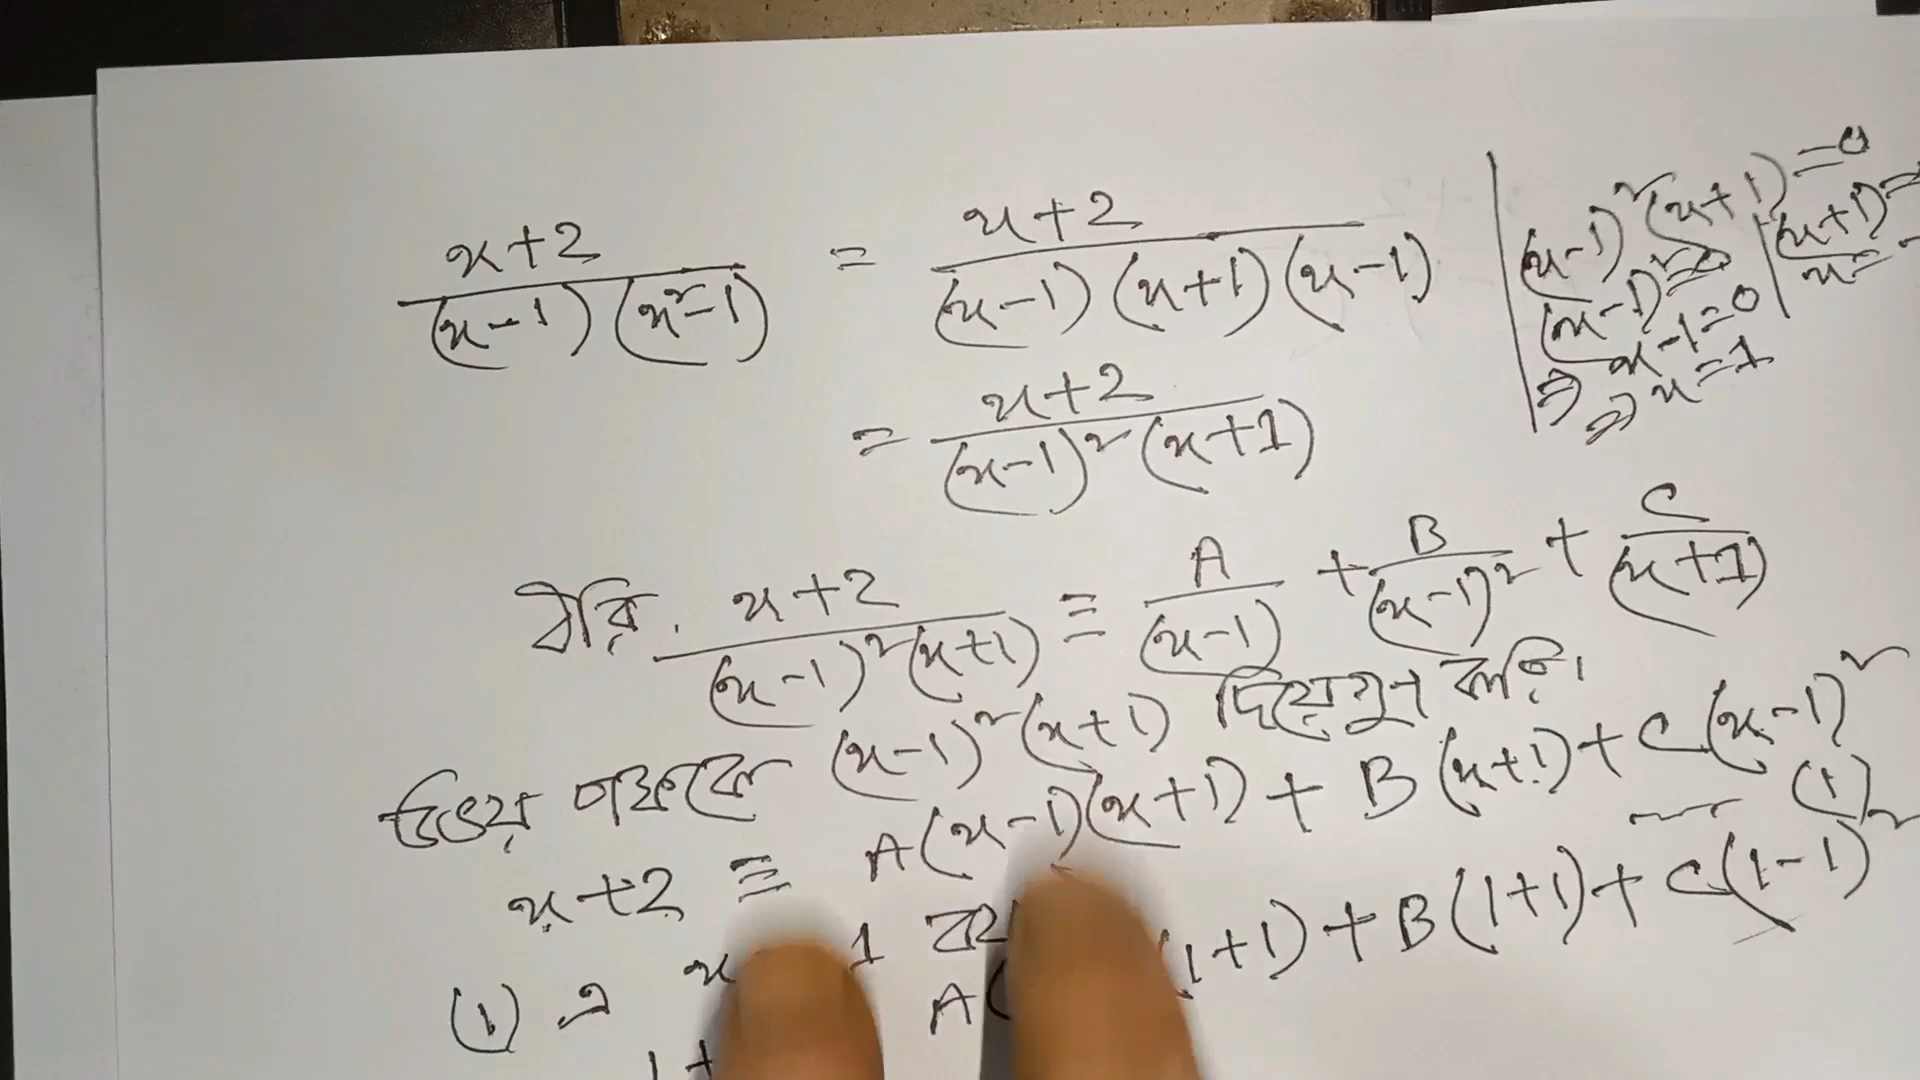 x+2 / (x-1)(x²-1) = x+2 / (x-1)(x+1)(x-1)
= x+2 / (x-1)²(x+1)
(x-1)²(x+1)=0
(x-1)²=0 | (x+1)=
⇒ x-1=0 | x=-
⇒ x=1
ধরি, x+2 / (x-1)²(x+1) ≡ A/(x-1) + B/(x-1)² + C/(x+1)
উভয় পক্ষকে (x-1)²(x+1) দিয়ে গুণ করি।
x+2 ≡ A(x-1)(x+1) + B(x+1) + C(x-1)² (1)
(1) এ x 1
A( 1+1) + B(1+1) + C(1-1)²
1+